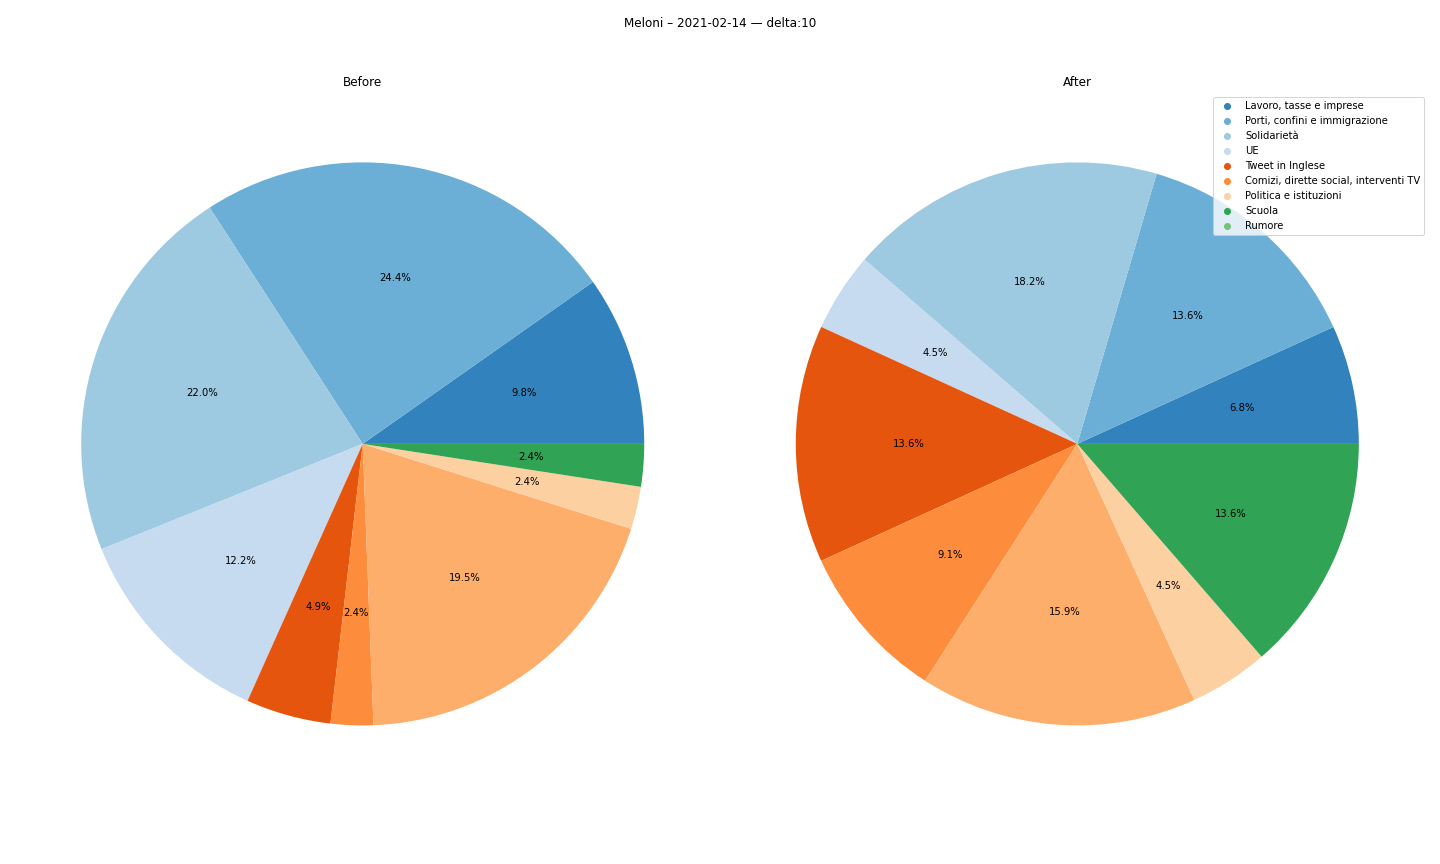 Meloni – 2021-02-14 — delta:10
Before
24.4%
9.8%
22.0%
2.4%
2.4%
12.2%
19.5%
4.9%
2.4%
After
Lavoro, tasse e imprese
Porti, confini e immigrazione
Solidarietà
UE
Tweet in Inglese
Comizi, dirette social, interventi TV
Politica e istituzioni
Scuola
Rumore
18.2%
13.6%
4.5%
6.8%
13.6%
13.6%
9.1%
4.5%
15.9%